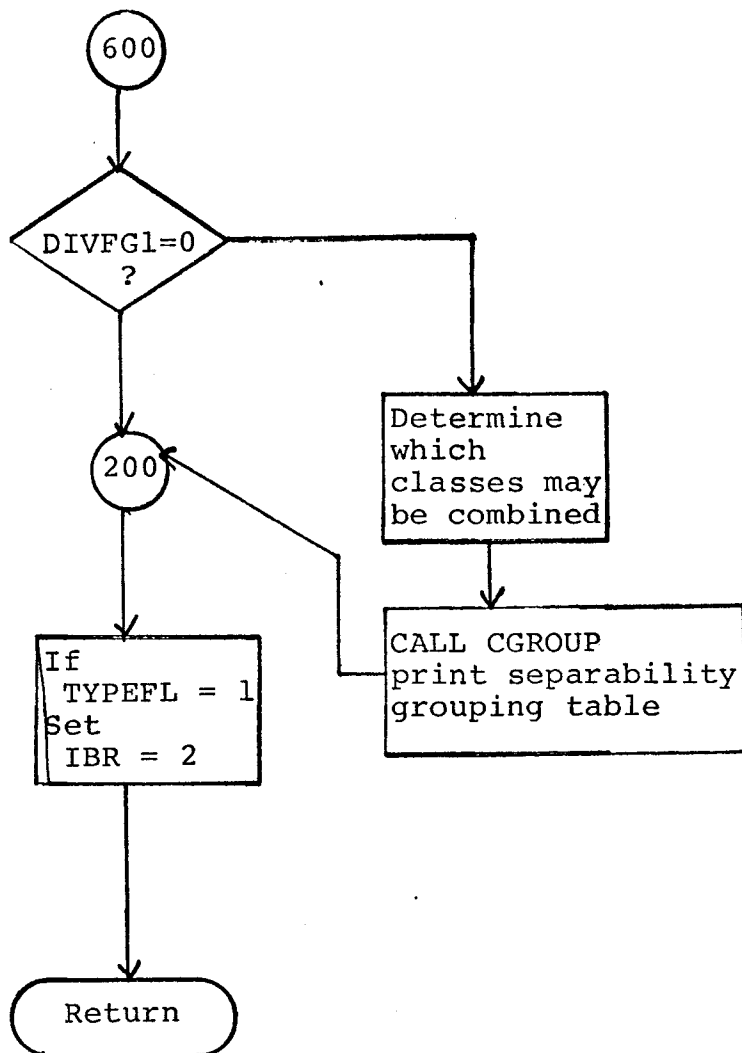 600
DIVFG1=0
?
Determine
which
classes may
be combined
200
CALL CGROUP
print separability
grouping table
If
TYPEFL = 1
Set
IBR = 2
Return